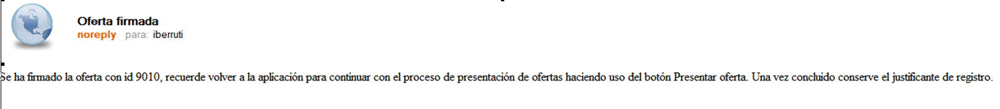 Oferta firmada
noreply para: iberruti
Se ha firmado la oferta con id 9010, recuerde volver a la aplicación para continuar con el proceso de presentación de ofertas haciendo uso del botón Presentar oferta. Una vez concluido conserve el justificante de registro.